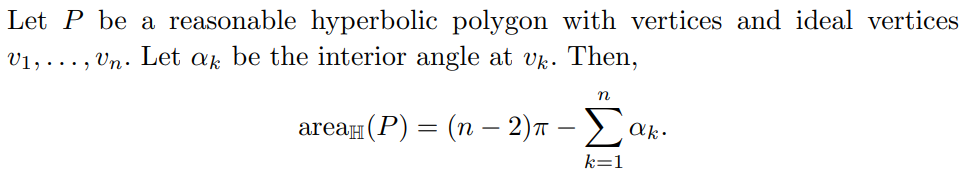 Let P be a reasonable hyperbolic polygon with vertices and ideal vertices
v₁, . . . , vₙ. Let αₖ be the interior angle at vₖ. Then,
area_ℍ(P) = (n − 2)π − ∑_{k=1}^{n} αₖ.